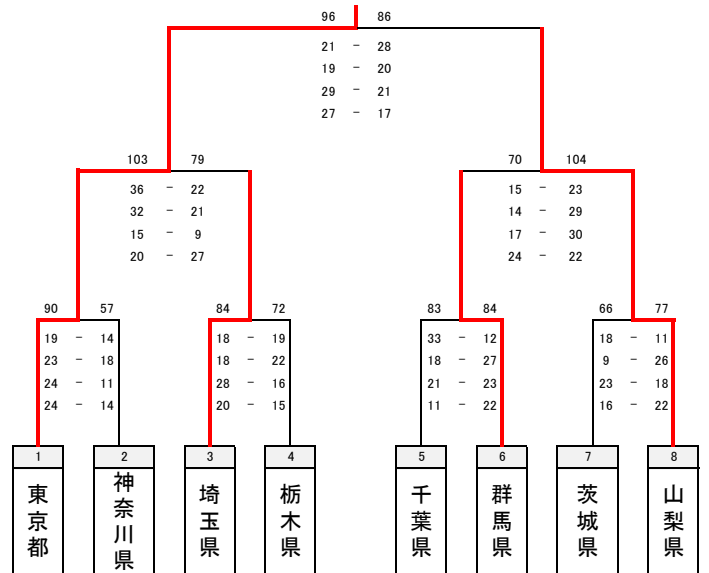 96 86
21 - 28
19 - 20
29 - 21
27 - 17
103 79
36 - 22
32 - 21
15 - 9
20 - 27
70 104
15 - 23
14 - 29
17 - 30
24 - 22
90 57
19 - 14
23 - 18
24 - 11
24 - 14
84 72
18 - 19
18 - 22
28 - 16
20 - 15
83 84
33 - 12
18 - 27
21 - 23
11 - 22
66 77
18 - 11
9 - 26
23 - 18
16 - 22
1
東京都
2
神奈川県
3
埼玉県
4
栃木県
5
千葉県
6
群馬県
7
茨城県
8
山梨県